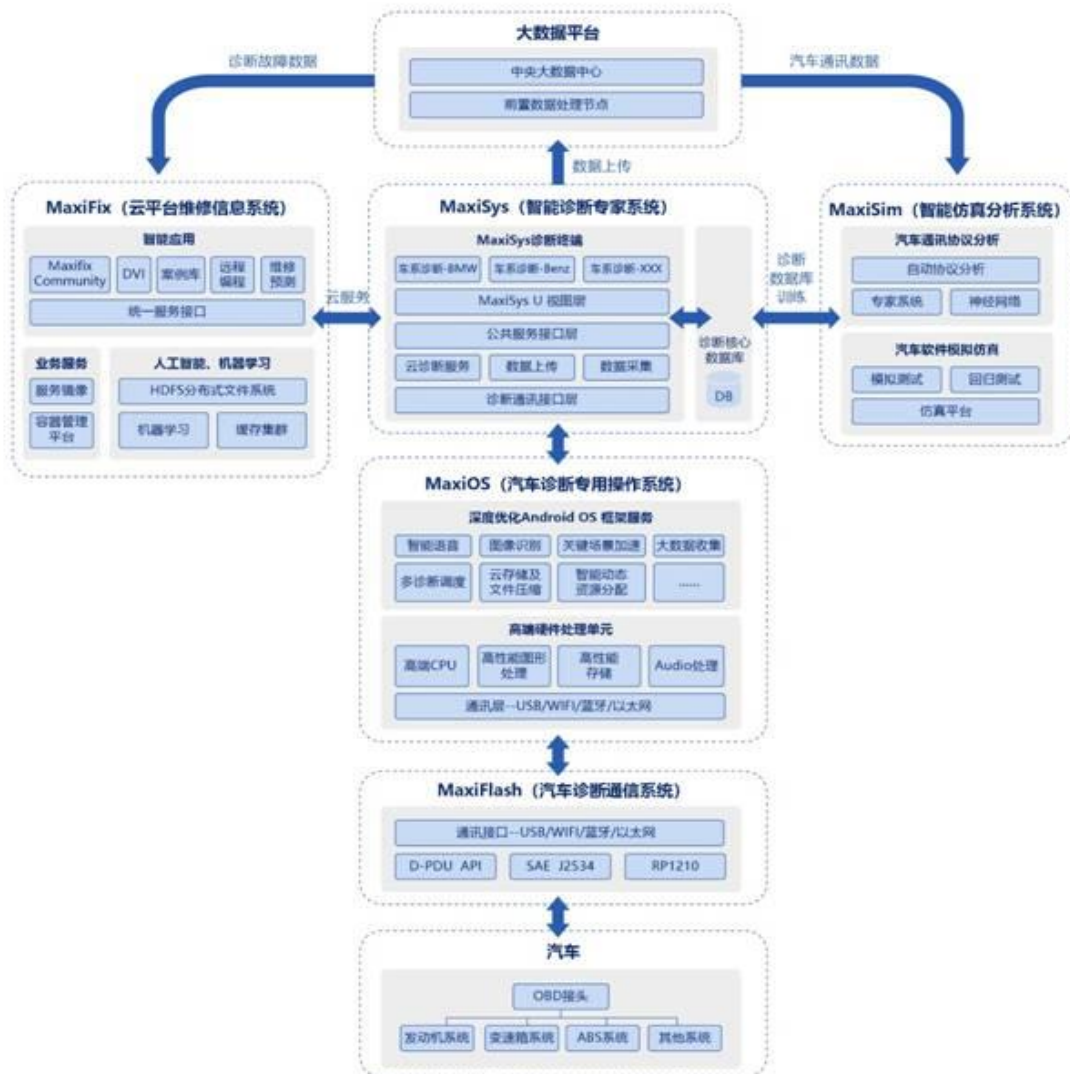 大数据平台
诊断故障数据
中央大数据中心
汽车通讯数据
前置数据处理节点
数据上传
MaxiFix（云平台维修信息系统）
智能应用
Maxifix
Community
DVI
案例库
远程
编程
维修
预测
统一服务接口
业务服务
服务镜像
容器管理
平台
人工智能、机器学习
HDFS分布式文件系统
机器学习
缓存集群
云服务
MaxiSys（智能诊断专家系统）
MaxiSys诊断终端
车系诊断-BMW
车系诊断-Benz
车系诊断-XXX
MaxiSys U 视图层
公共服务接口层
云诊断服务
数据上传
数据采集
诊断通讯接口层
诊断核心
数据库
DB
诊断
数据库
训练
MaxiSim（智能仿真分析系统）
汽车通讯协议分析
自动协议分析
专家系统
神经网络
汽车软件模拟仿真
模拟测试
回归测试
仿真平台
MaxiOS（汽车诊断专用操作系统）
深度优化Android OS 框架服务
智能语音
图像识别
关键场景加速
大数据收集
多诊断调度
云存储及
文件压缩
智能动态
资源分配
......
高端硬件处理单元
高端CPU
高性能图形
处理
高性能
存储
Audio处理
通讯层--USB/WIFI/蓝牙/以太网
MaxiFlash（汽车诊断通信系统）
通讯接口--USB/WIFI/蓝牙/以太网
D-PDU API
SAE J2534
RP1210
汽车
OBD接头
发动机系统
变速箱系统
ABS系统
其他系统